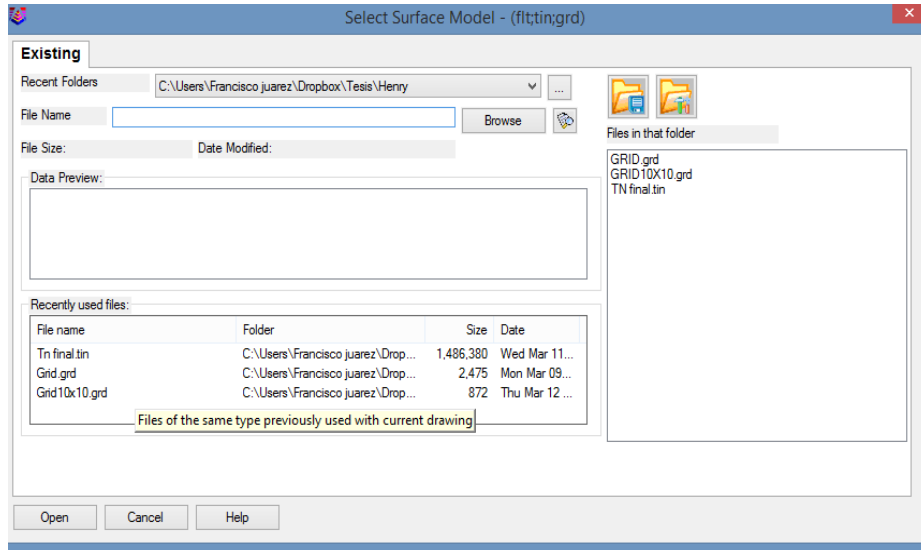 Select Surface Model - (flt;tin;grd)
Existing
Recent Folders C:\Users\Francisco juarez\Dropbox\Tesis\Henry ...
File Name Browse
File Size: Date Modified:
Data Preview:
Recently used files:
File name Folder Size Date
Tn final.tin C:\Users\Francisco juarez\Drop... 1,486,380 Wed Mar 11...
Grid.grd C:\Users\Francisco juarez\Drop... 2,475 Mon Mar 09...
Grid10x10.grd C:\Users\Francisco juarez\Drop... 872 Thu Mar 12 ...
Files of the same type previously used with current drawing
Files in that folder
GRID.grd
GRID10X10.grd
TN final.tin
Open Cancel Help